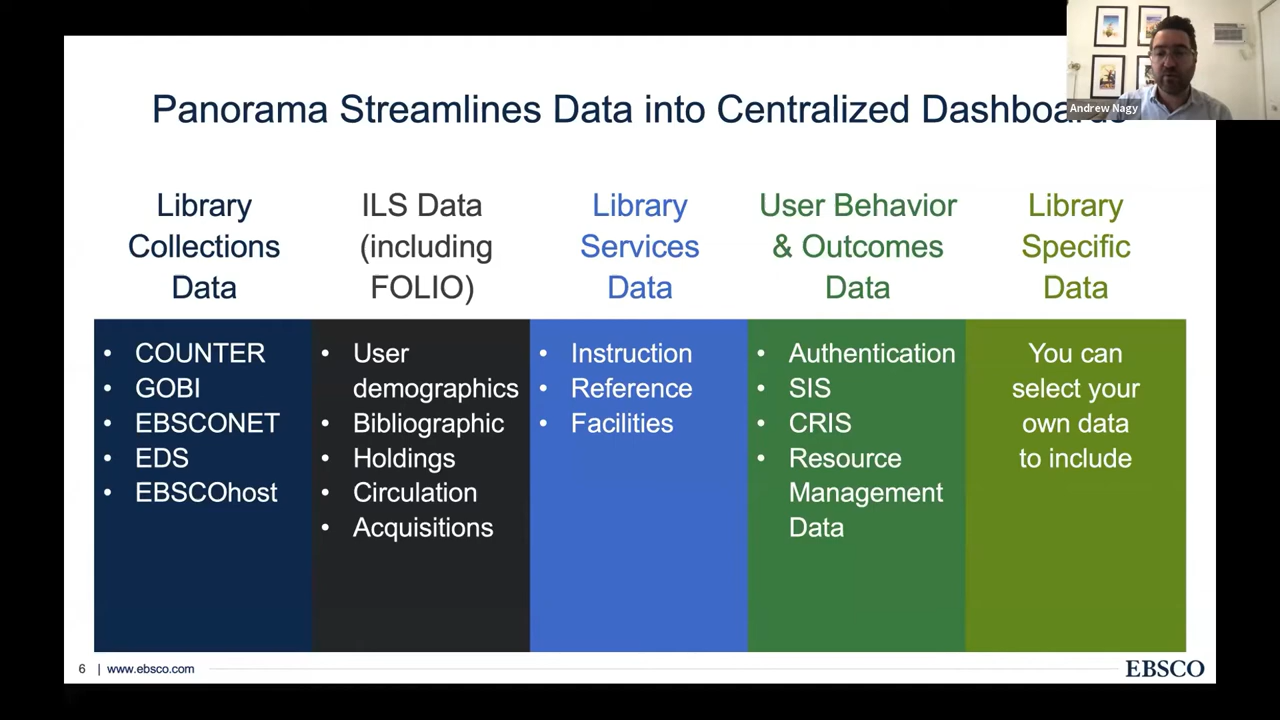 Andrew Nagy
Panorama Streamlines Data into Centralized Dashboards
Library
Collections
Data
ILS Data
(including
FOLIO)
Library
Services
Data
User Behavior
& Outcomes
Data
Library
Specific
Data
• COUNTER
• GOBI
• EBSCONET
• EDS
• EBSCOhost
• User
demographics
• Bibliographic
• Holdings
• Circulation
• Acquisitions
• Instruction
• Reference
• Facilities
• Authentication
• SIS
• CRIS
• Resource
Management
Data
You can
select your
own data
to include
6 | www.ebsco.com
EBSCO